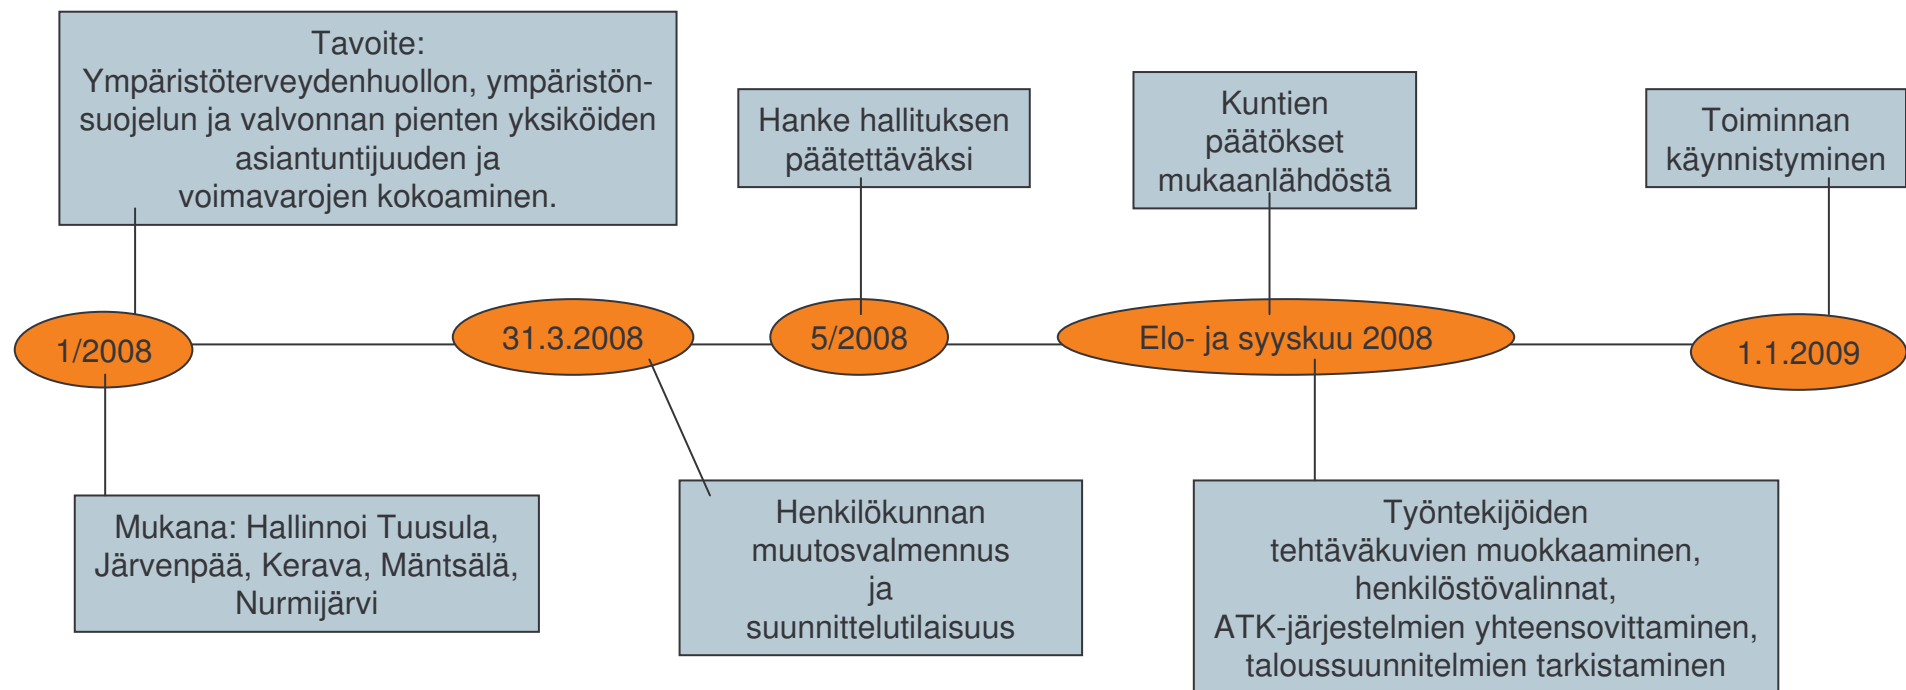 Tavoite:
Ympäristöterveydenhuollon, ympäristön-
suojelun ja valvonnan pienten yksiköiden
asiantuntijuuden ja
voimavarojen kokoaminen.
Hanke hallituksen
päätettäväksi
Kuntien
päätökset
mukaanlähdöstä
Toiminnan
käynnistyminen
1/2008
31.3.2008
5/2008
Elo- ja syyskuu 2008
1.1.2009
Mukana: Hallinnoi Tuusula,
Järvenpää, Kerava, Mäntsälä,
Nurmijärvi
Henkilökunnan
muutosvalmennus
ja
suunnittelutilaisuus
Työntekijöiden
tehtäväkuvien muokkaaminen,
henkilöstövalinnat,
ATK-järjestelmien yhteensovittaminen,
taloussuunnitelmien tarkistaminen